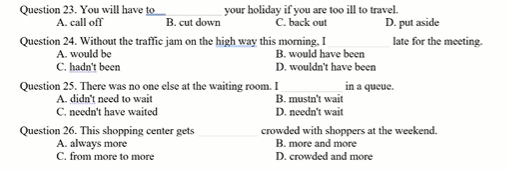 Question 23. You will have to______ your holiday if you are too ill to travel.
A. call off B. cut down C. back out D. put aside
Question 24. Without the traffic jam on the high way this morning, I ______ late for the meeting.
A. would be B. would have been
C. hadn't been D. wouldn't have been
Question 25. There was no one else at the waiting room. I ______ in a queue.
A. didn't need to wait B. mustn't wait
C. needn't have waited D. needn't wait
Question 26. This shopping center gets ______ crowded with shoppers at the weekend.
A. always more B. more and more
C. from more to more D. crowded and more